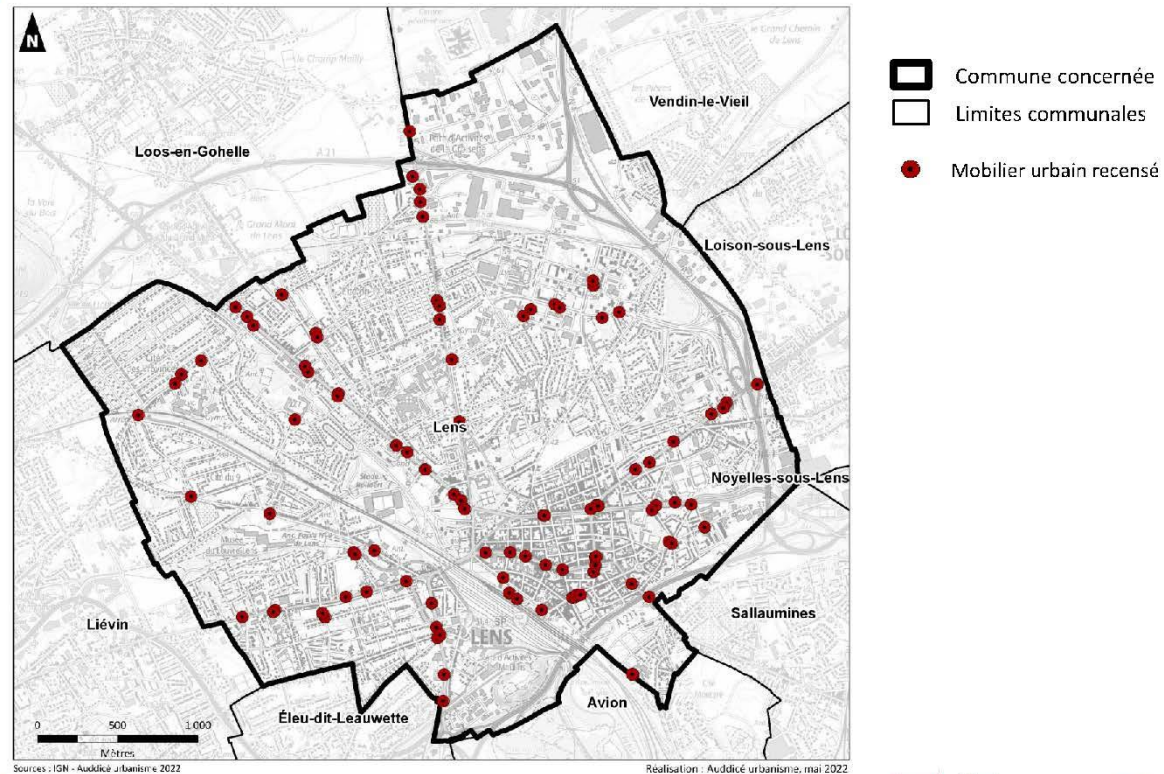 N
Vendin-le-Vieil
Loos-en-Gohelle
A 21
Loison-sous-Lens
Lens
Noyelles-sous-Lens
Liévin
Sallaumines
LENS
Avion
Éleu-dit-Leauwette
0 500 1 000
Mètres
Sources : IGN - Auddicé urbanisme 2022
Réalisation : Auddicé urbanisme, mai 2022
Commune concernée
Limites communales
Mobilier urbain recensé